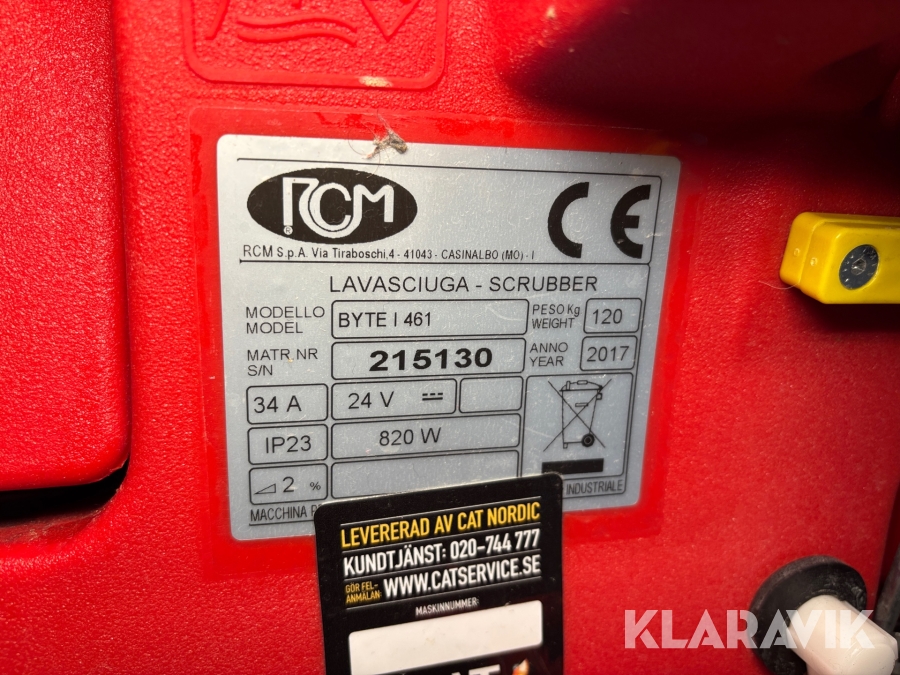 RCM
®
CE
RCM S.p.A. Via Tiraboschi,4 - 41043 - CASINALBO (MO) - I
LAVASCIUGA - SCRUBBER
MODELLO
MODEL
BYTE I 461
PESO Kg
WEIGHT
120
MATR.NR
S/N
215130
ANNO
YEAR
2017
34 A
24 V
IP23
820 W
2 %
MACCHINA
INDUSTRIALE
LEVERERAD AV CAT NORDIC
KUNDTJÄNST: 020-744 777
GÖR FEL-
ANMÄLAN:
WWW.CATSERVICE.SE
MASKINNUMMER:
KLARAVIK